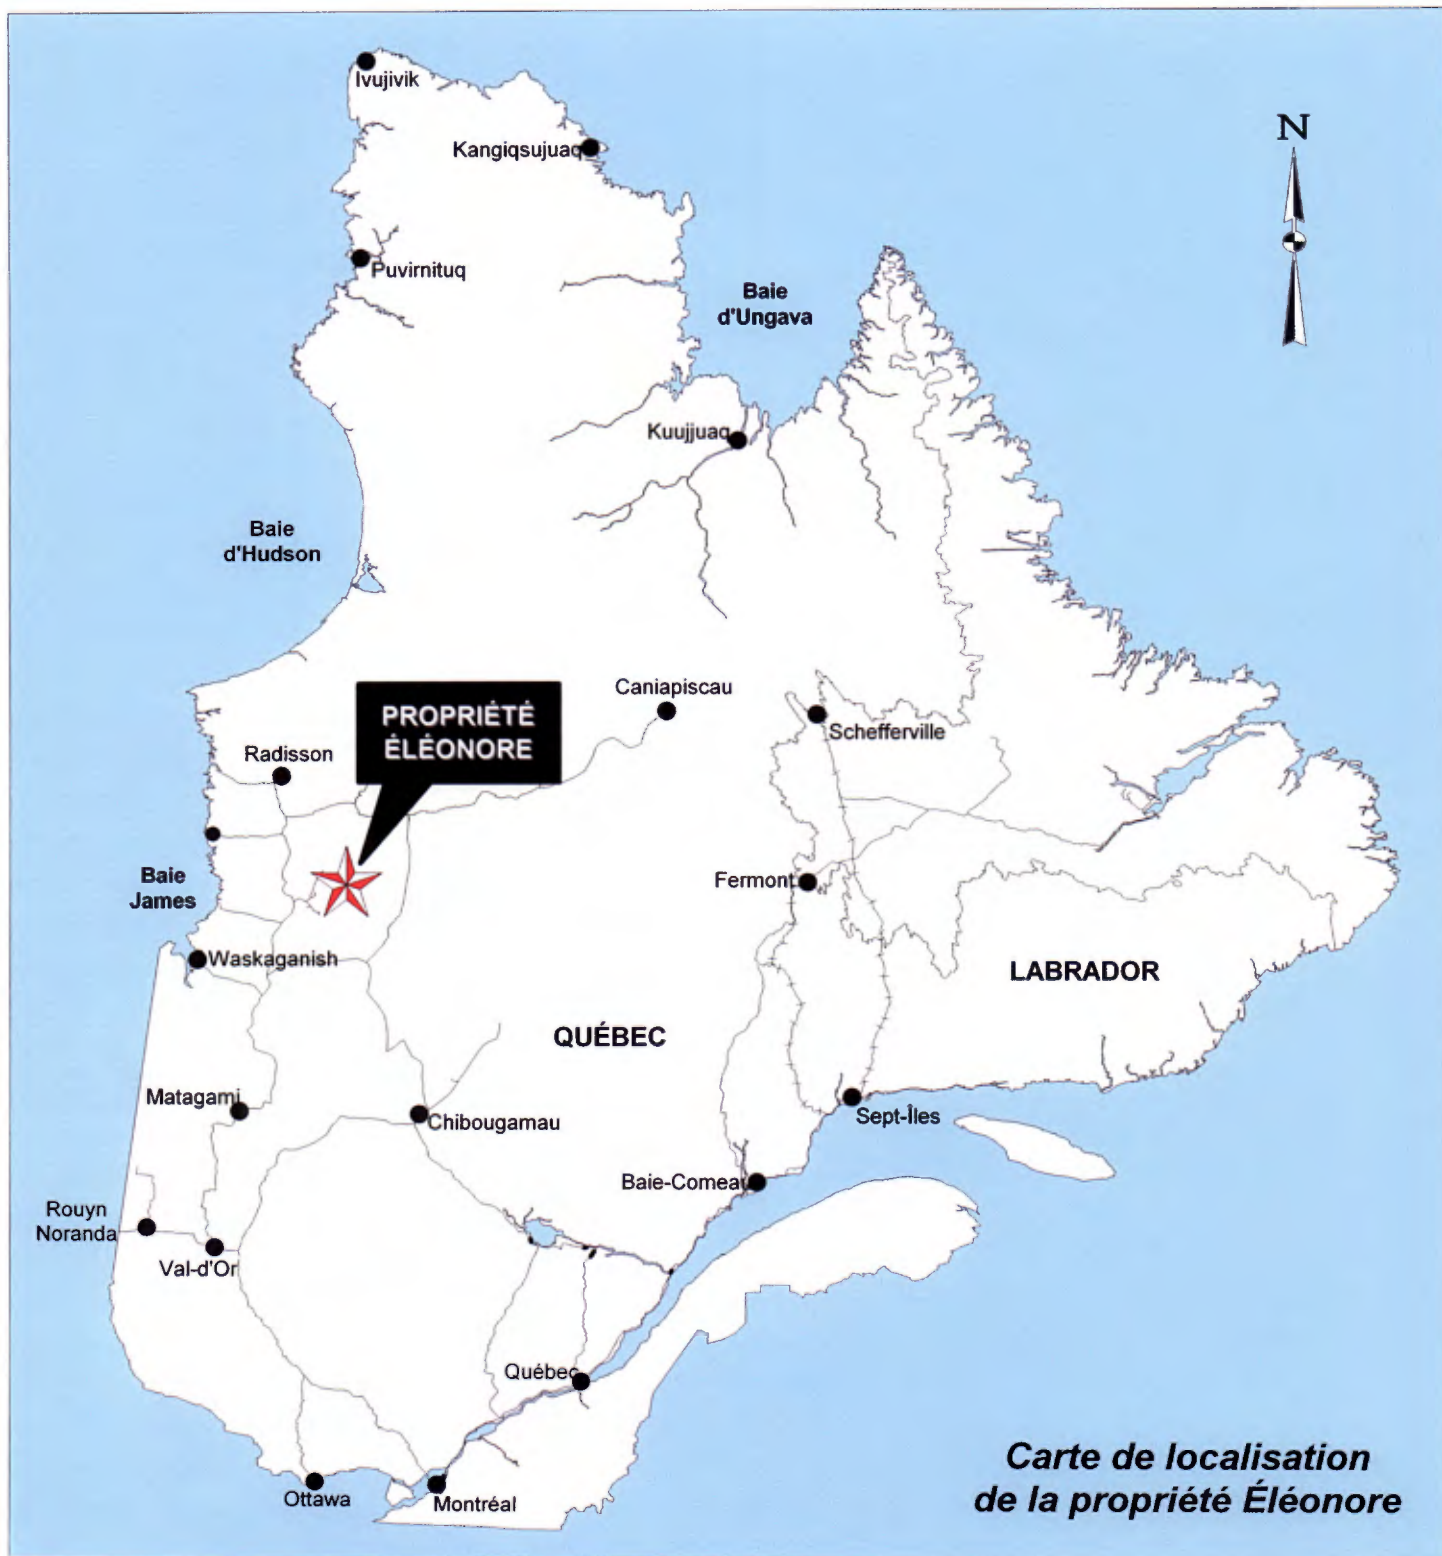 Ivujivik
N
Kangiqsujuaq
Puvirnituq
Baie
d'Ungava
Kuujjuaq
Baie
d'Hudson
Caniapiscau
PROPRIÉTÉ
ÉLÉONORE
Schefferville
Radisson
Baie
James
Fermont
Waskaganish
LABRADOR
QUÉBEC
Matagami
Chibougamau
Sept-Îles
Baie-Comeau
Rouyn
Noranda
Val-d'Or
Québec
Ottawa
Montréal
Carte de localisation
de la propriété Éléonore